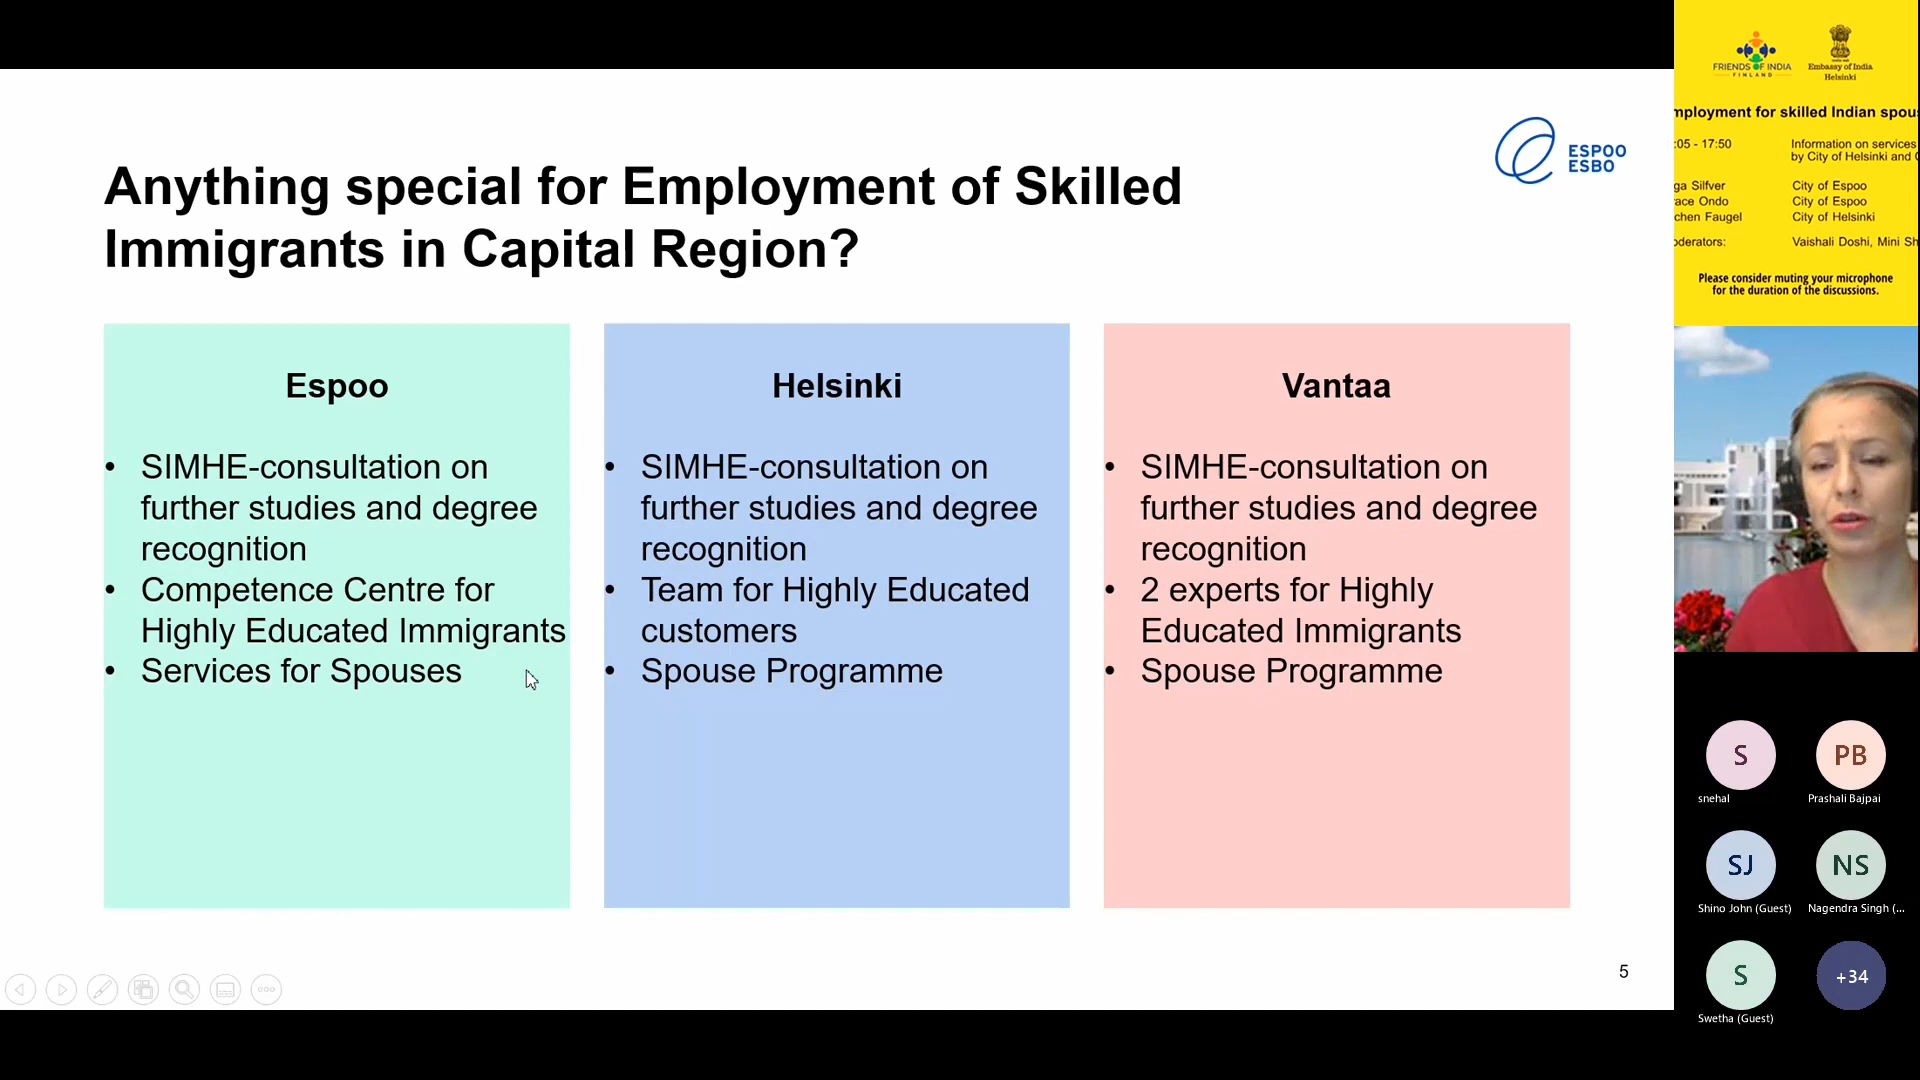 Anything special for Employment of Skilled
Immigrants in Capital Region?
ESPOO
ESBO
Espoo
• SIMHE-consultation on
further studies and degree
recognition
• Competence Centre for
Highly Educated Immigrants
• Services for Spouses
Helsinki
• SIMHE-consultation on
further studies and degree
recognition
• Team for Highly Educated
customers
• Spouse Programme
Vantaa
• SIMHE-consultation on
further studies and degree
recognition
• 2 experts for Highly
Educated Immigrants
• Spouse Programme
5
FRIENDS OF INDIA
FINLAND
Embassy of India
Helsinki
mployment for skilled Indian spou
:05 - 17:50 Information on services
by City of Helsinki and
ga Silfver City of Espoo
ace Ondo City of Espoo
chen Faugel City of Helsinki
oderators: Vaishali Doshi, Mini Sh
Please consider muting your microphone
for the duration of the discussions.
S
snehal
PB
Prashali Bajpai
SJ
Shino John (Guest)
NS
Nagendra Singh (...
S
Swetha (Guest)
+34